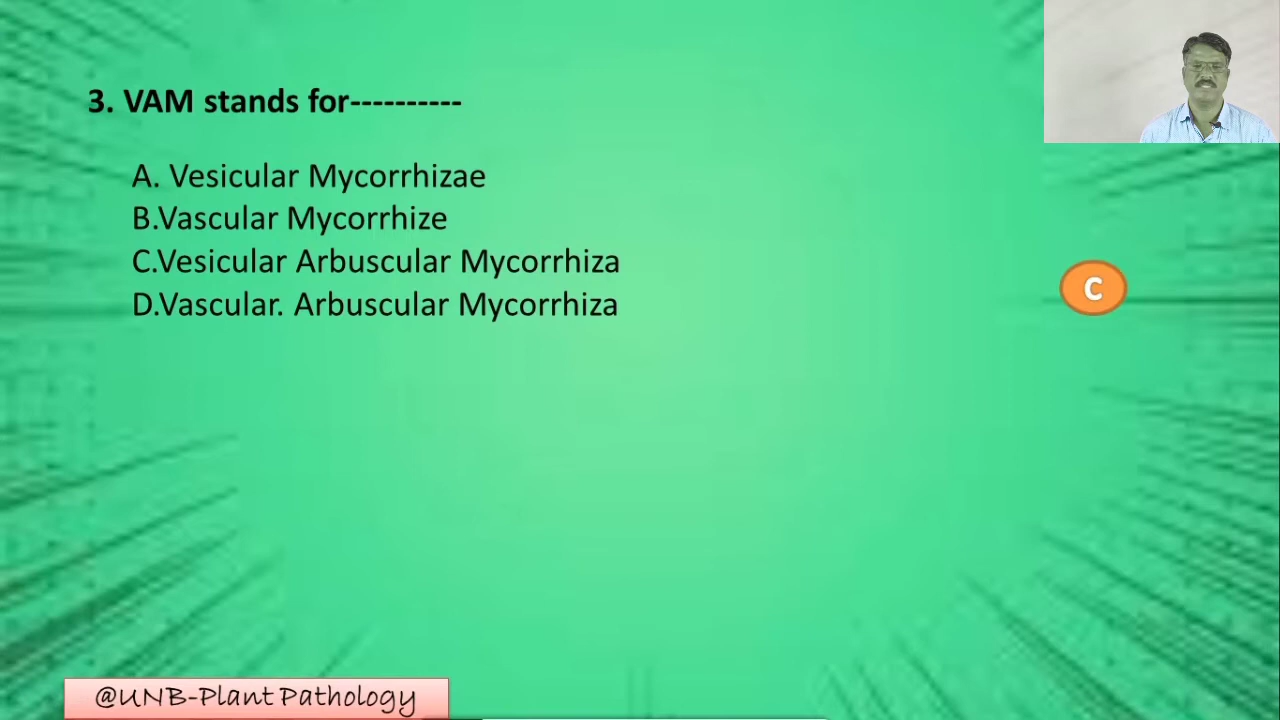 3. VAM stands for----------
A. Vesicular Mycorrhizae
B.Vascular Mycorrhize
C.Vesicular Arbuscular Mycorrhiza
D.Vascular. Arbuscular Mycorrhiza
C
@UNB-Plant Pathology